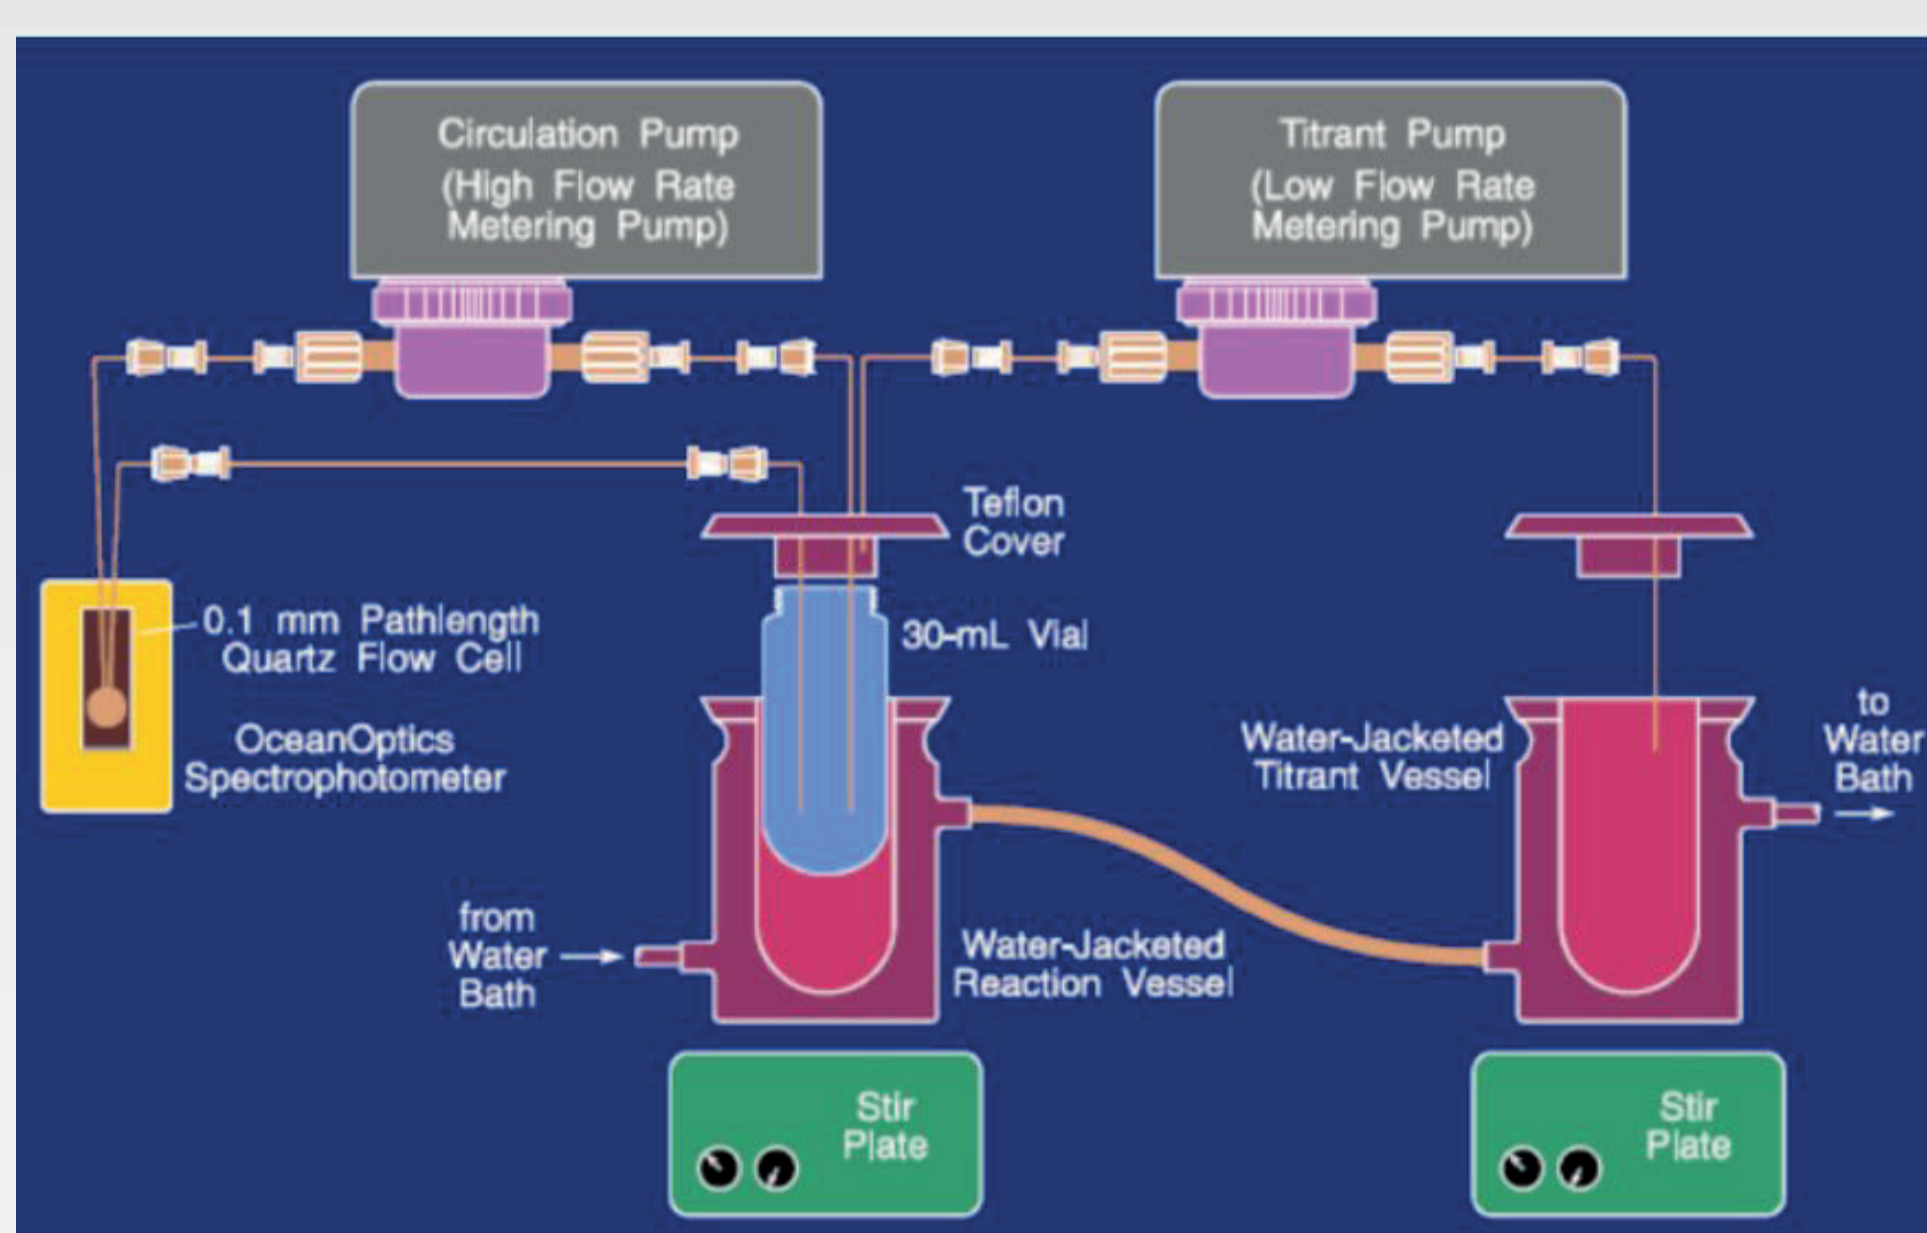 Circulation Pump
(High Flow Rate
Metering Pump)
Titrant Pump
(Low Flow Rate
Metering Pump)
Teflon
Cover
0.1 mm Pathlength
Quartz Flow Cell
30-mL Vial
OceanOptics
Spectrophotometer
Water-Jacketed
Titrant Vessel
to
Water
Bath
from
Water
Bath
Water-Jacketed
Reaction Vessel
Stir
Plate
Stir
Plate